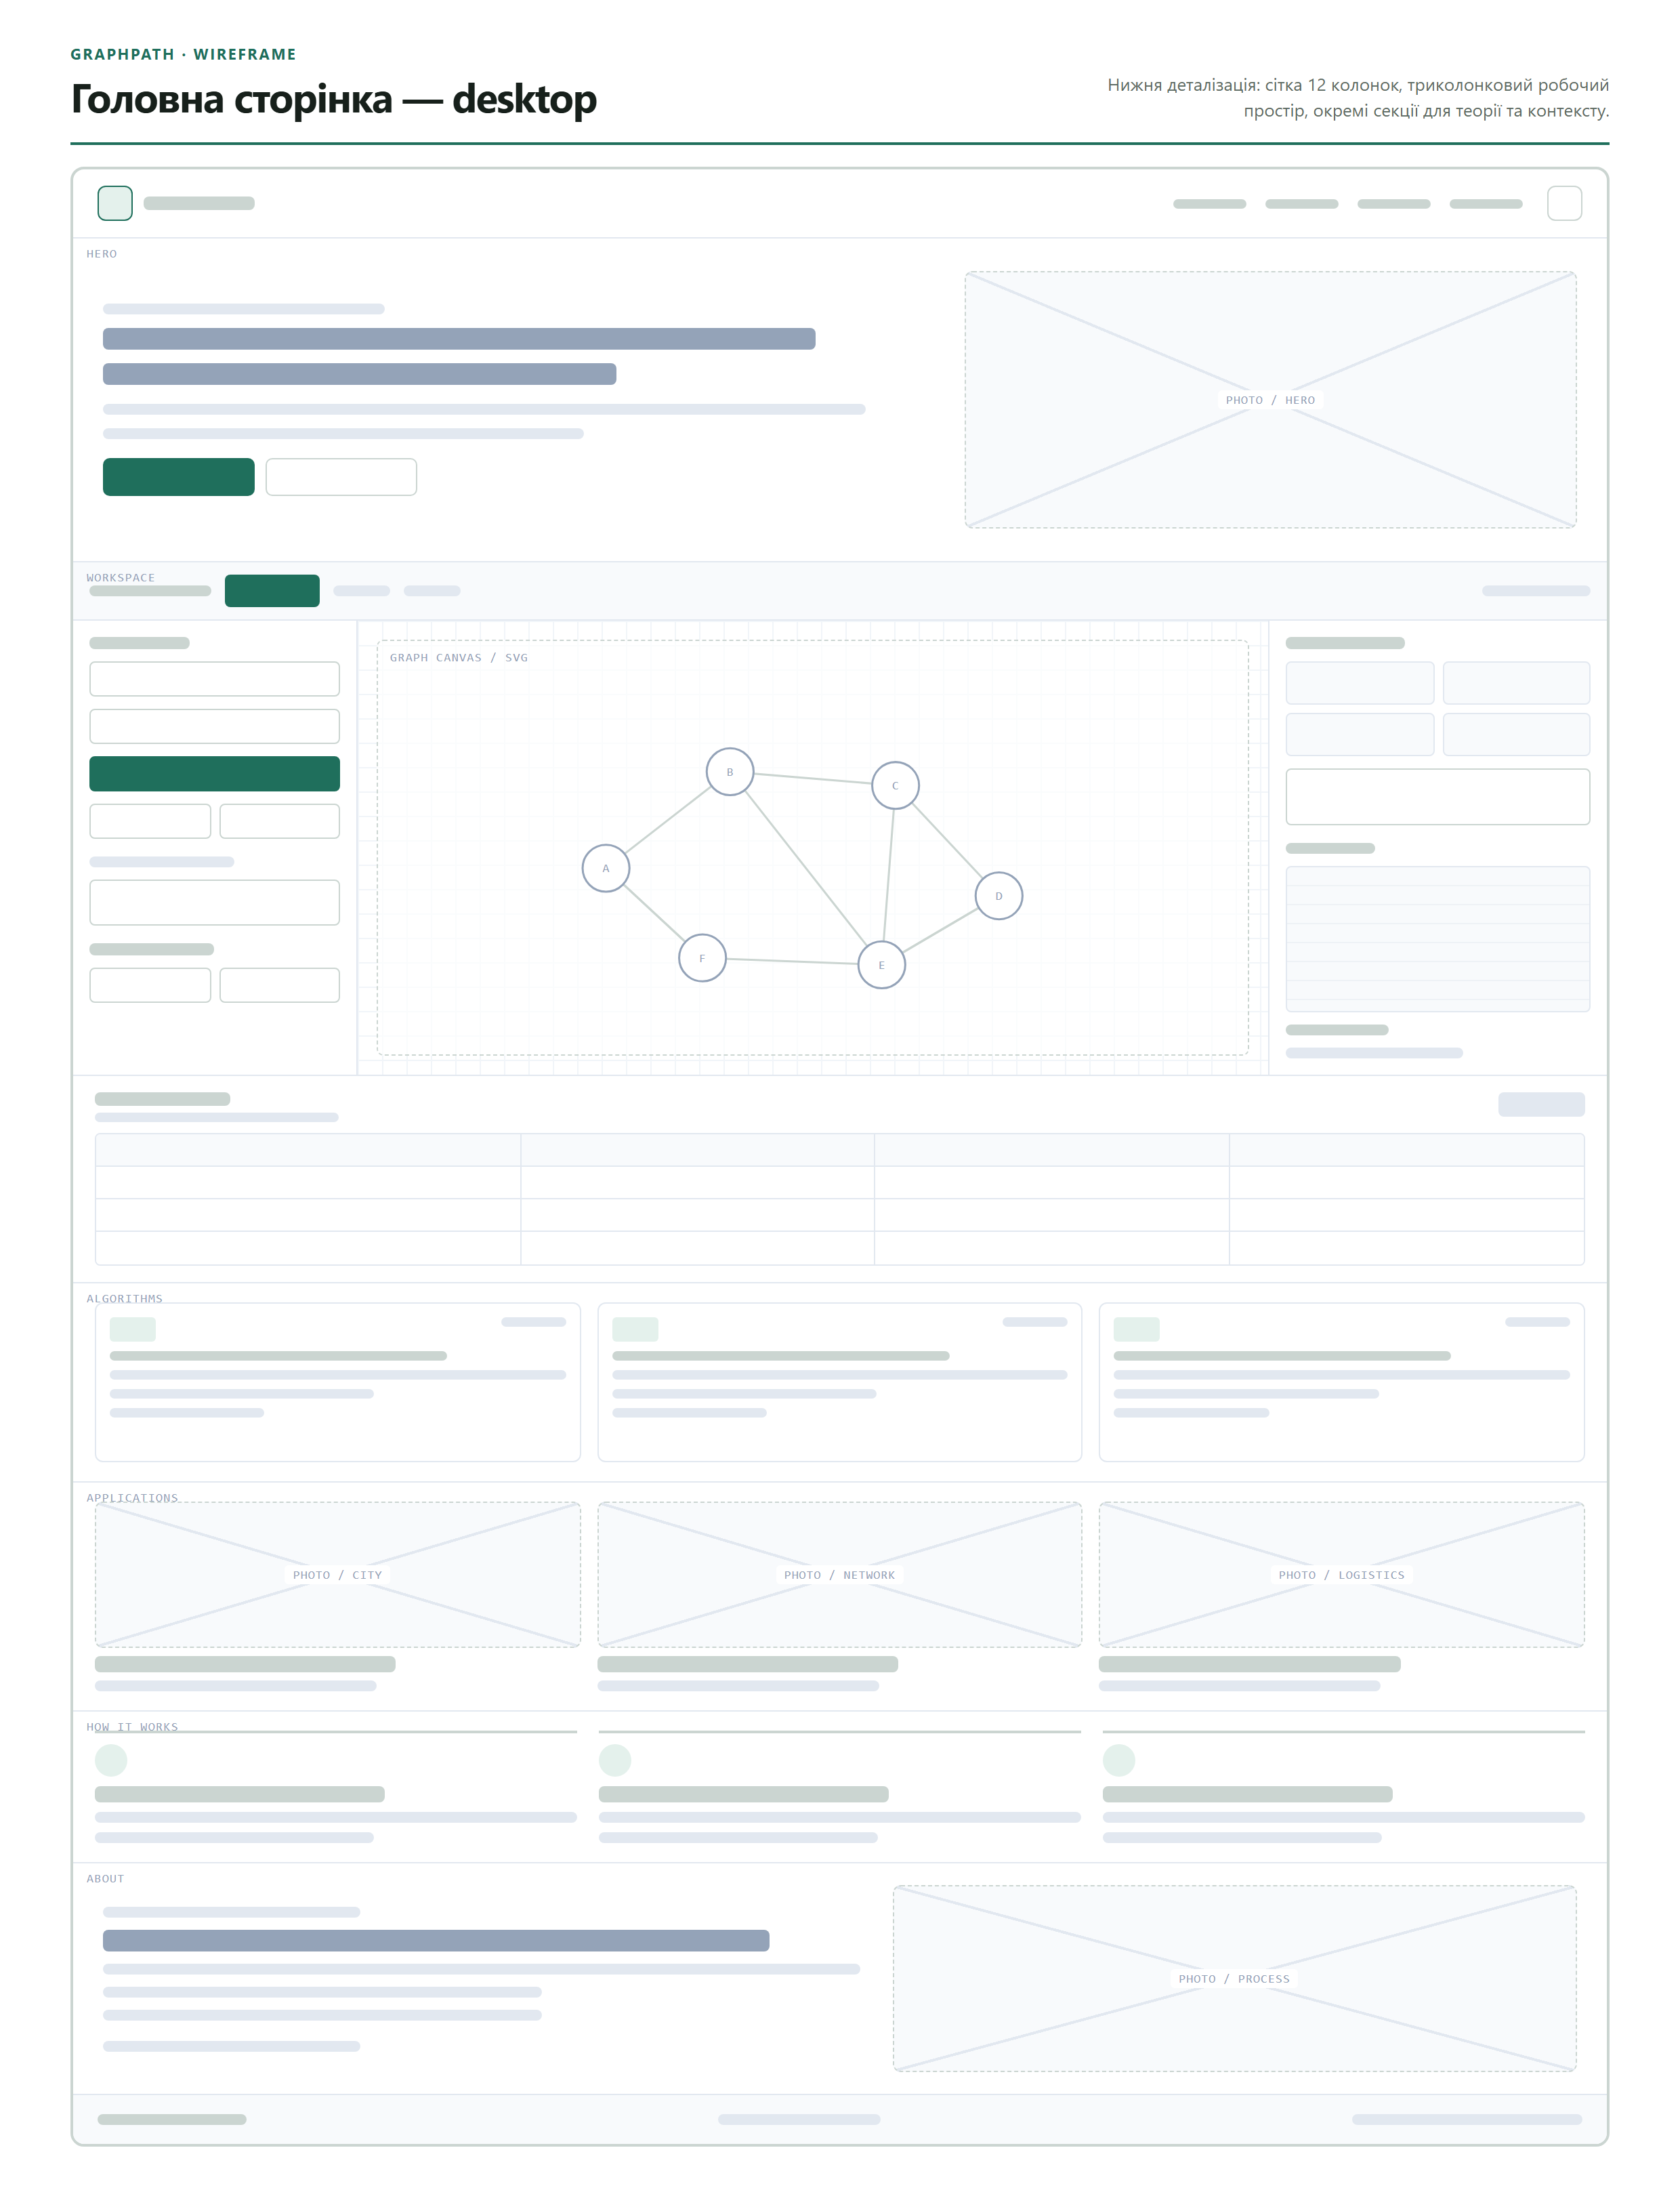 GRAPHPATH · WIREFRAME
Головна сторінка — desktop
Нижня деталізація: сітка 12 колонок, триколонковий робочий
простір, окремі секції для теорії та контексту.
HERO
PHOTO / HERO
WORKSPACE
GRAPH CANVAS / SVG
B
C
A
D
F
E
ALGORITHMS
APPLICATIONS
PHOTO / CITY
PHOTO / NETWORK
PHOTO / LOGISTICS
HOW IT WORKS
ABOUT
PHOTO / PROCESS